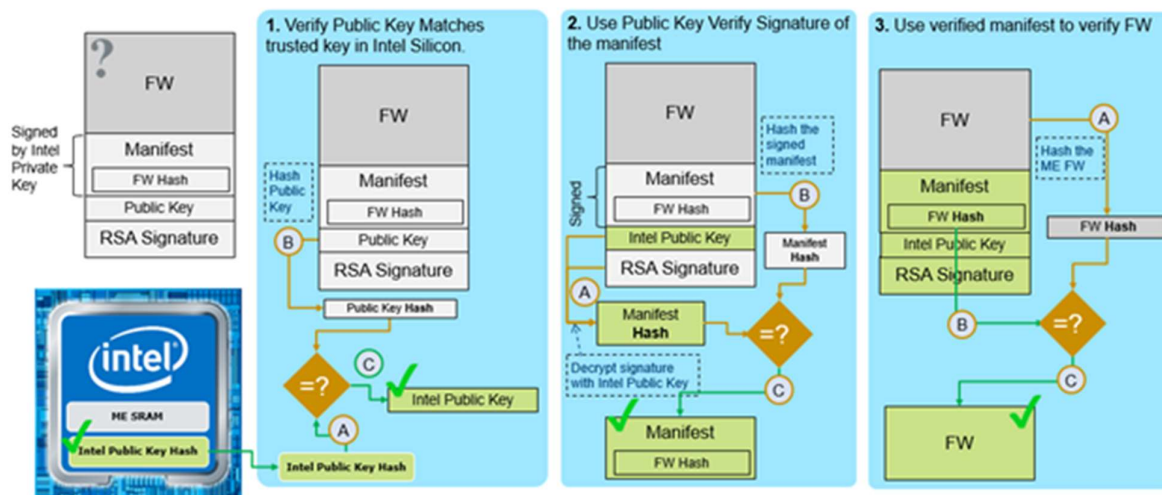 ?
FW
Signed
by Intel
Private
Key
Manifest
FW Hash
Public Key
RSA Signature
intel
ME SRAM
Intel Public Key Hash
1. Verify Public Key Matches
trusted key in Intel Silicon.
FW
Hash
Public
Key
Manifest
FW Hash
B
Public Key
RSA Signature
Public Key Hash
=?
C
Intel Public Key
A
Intel Public Key Hash
2. Use Public Key Verify Signature of
the manifest
FW
Hash the
signed
manifest
Signed
Manifest
FW Hash
B
Intel Public Key
RSA Signature
Manifest
Hash
A
Manifest
Hash
=?
Decrypt signature
with Intel Public Key
C
Manifest
FW Hash
3. Use verified manifest to verify FW
FW
A
Hash the
ME FW
Manifest
FW Hash
FW Hash
Intel Public Key
RSA Signature
B
=?
C
FW